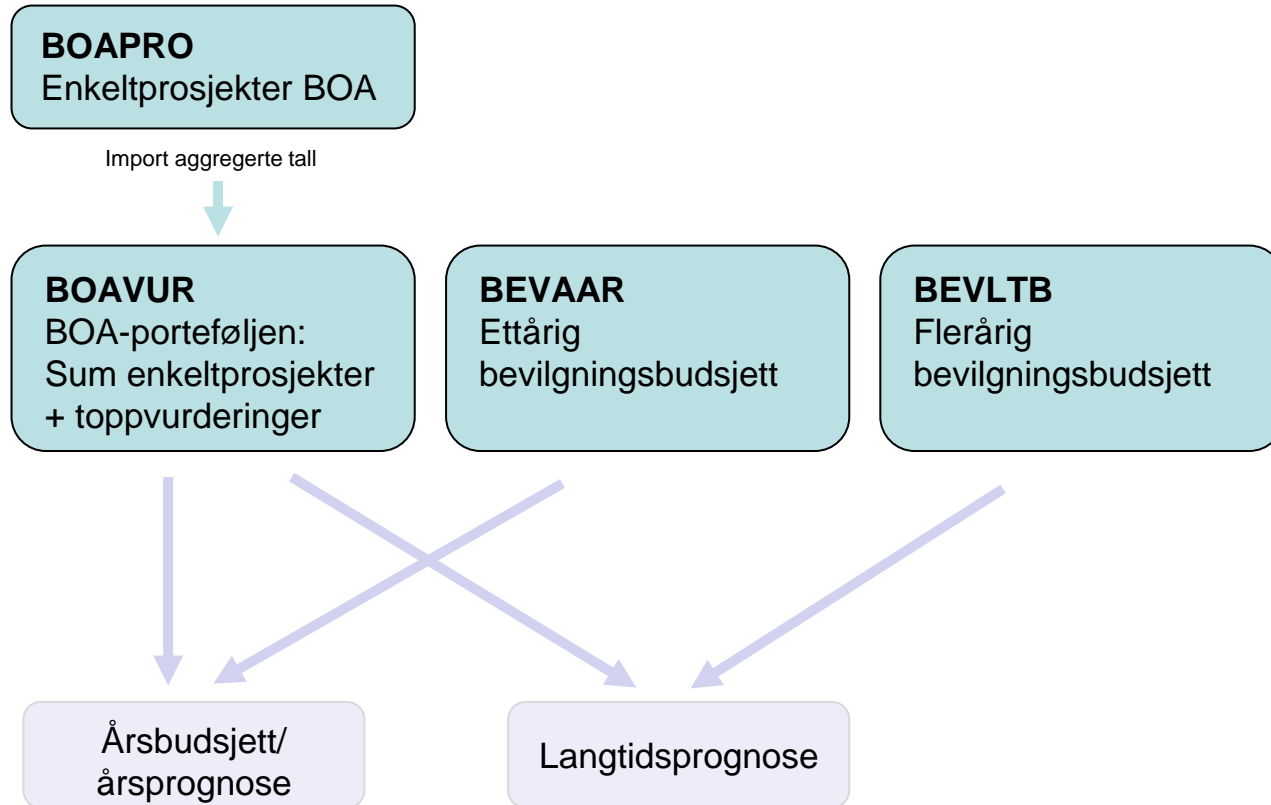 BOAPRO
Enkeltprosjekter BOA
Import aggregerte tall
BOAVUR
BOA-porteføljen:
Sum enkeltprosjekter
+ toppvurderinger
BEVAAR
Ettårig
bevilgningsbudsjett
BEVLTB
Flerårig
bevilgningsbudsjett
Årsbudsjett/
årsprognose
Langtidsprognose